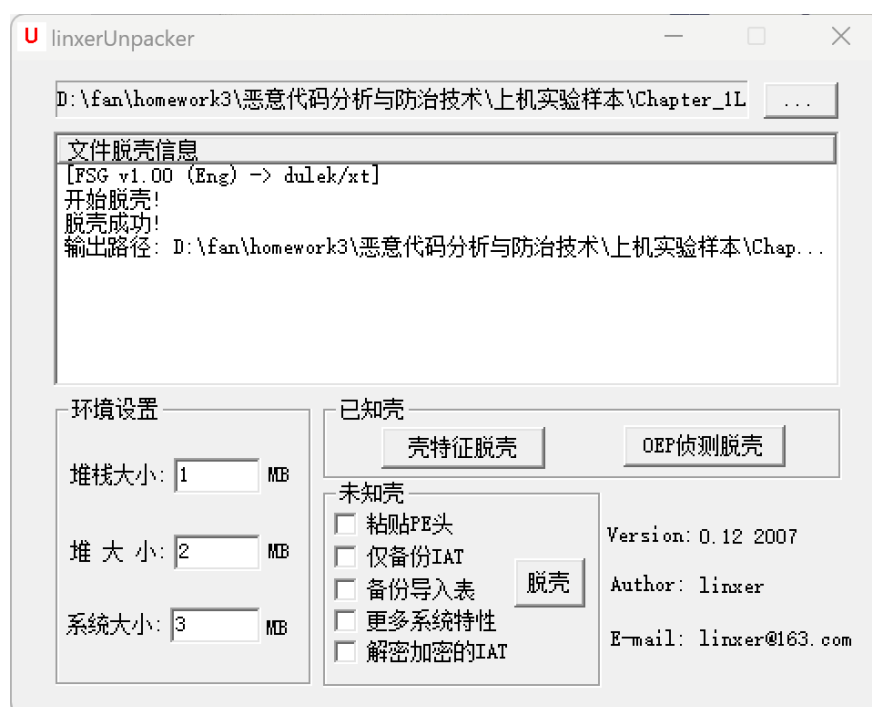 U linxerUnpacker
D:\fan\homework3\恶意代码分析与防治技术\上机实验样本\Chapter_1L ...
文件脱壳信息
[FSG v1.00 (Eng) -> dulek/xt]
开始脱壳!
脱壳成功!
输出路径: D:\fan\homework3\恶意代码分析与防治技术\上机实验样本\Chap...
环境设置
堆栈大小: 1 MB
堆 大 小: 2 MB
系统大小: 3 MB
已知壳
壳特征脱壳 OEP侦测脱壳
未知壳
粘贴PE头
仅备份IAT
备份导入表
更多系统特性
解密加密的IAT
脱壳
Version: 0.12 2007
Author: linxer
E-mail: linxer@163.com